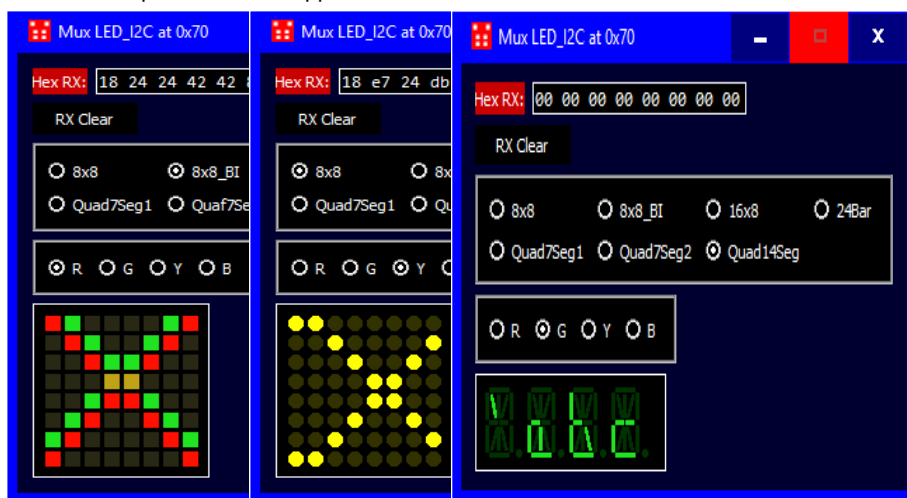 Mux LED_I2C at 0x70
Hex RX: 18 24 24 42 42
RX Clear
8x8 8x8_BI
Quad7Seg1 Quaf7Se
R G Y B
Mux LED_I2C at 0x70
Hex RX: 18 e7 24 db
RX Clear
8x8 8x
Quad7Seg1 Qu
R G Y
Mux LED_I2C at 0x70
Hex RX: 00 00 00 00 00 00 00 00
RX Clear
8x8 8x8_BI 16x8 24Bar
Quad7Seg1 Quad7Seg2 Quad14Seg
R G Y B